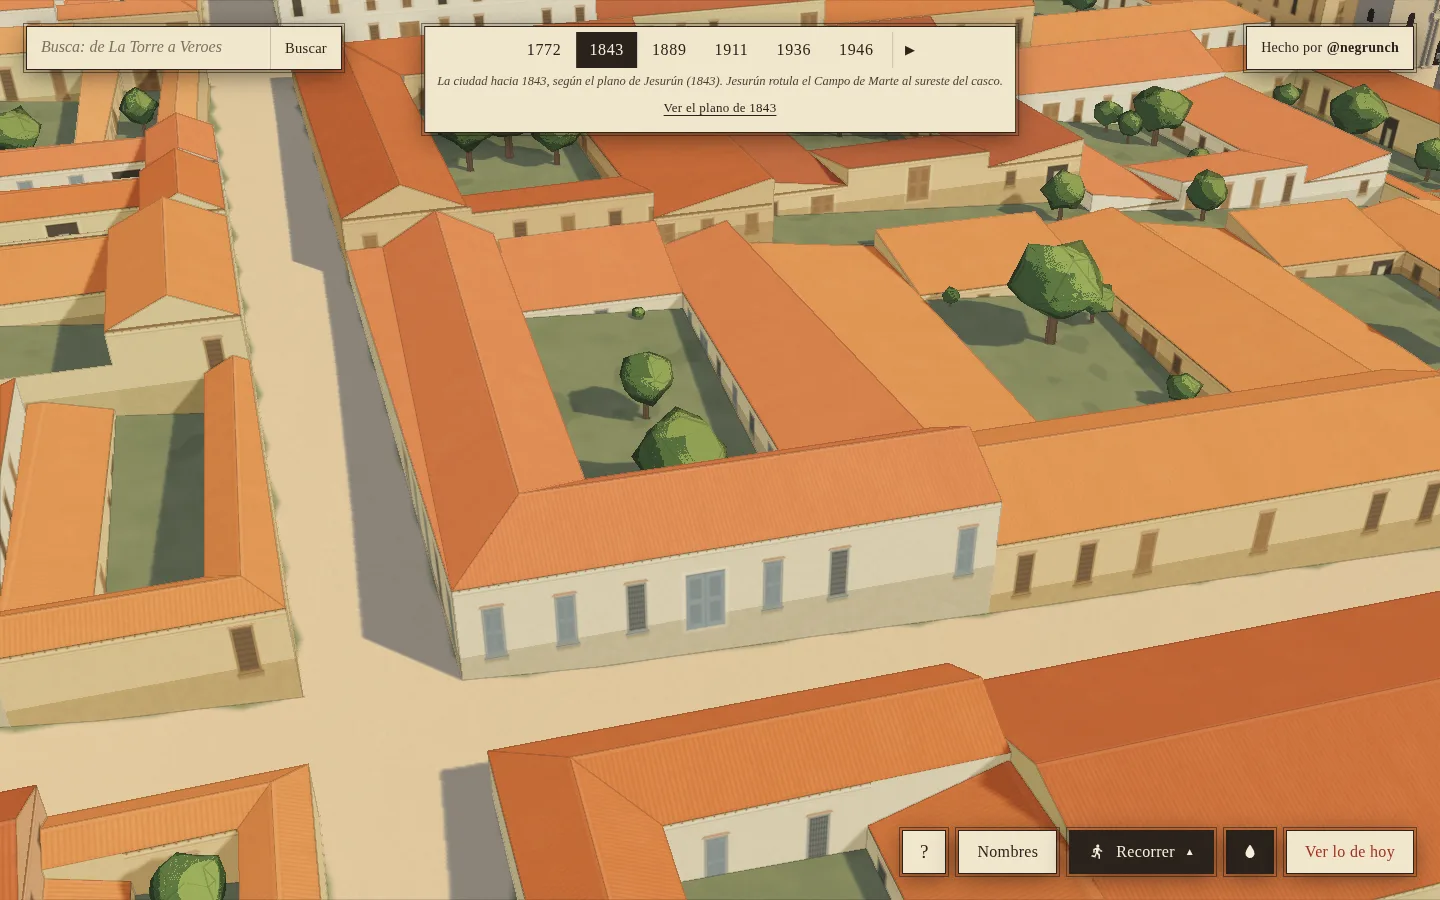 Busca: de La Torre a Veroes
Buscar
1772 1843 1889 1911 1936 1946 ▶
La ciudad hacia 1843, según el plano de Jesurún (1843). Jesurún rotula el Campo de Marte al sureste del casco.
Ver el plano de 1843
Hecho por @negrunch
? Nombres Recorrer ▲ Ver lo de hoy